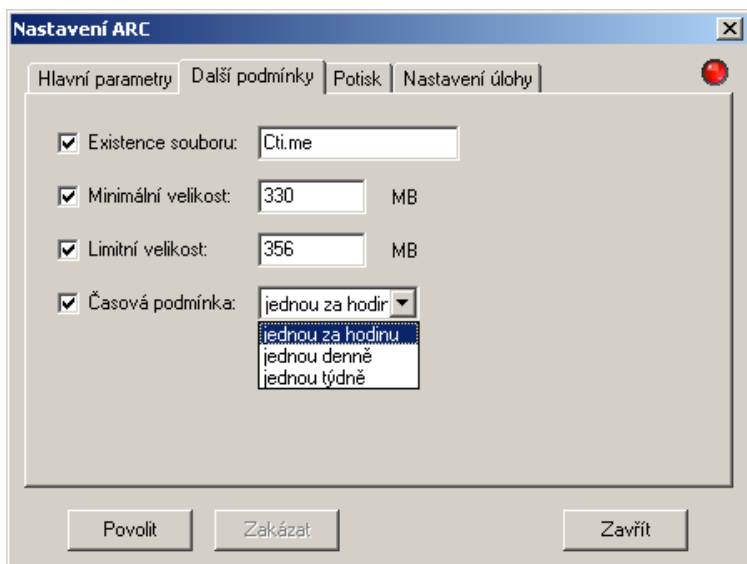 Nastavení ARC
Hlavní parametry Další podmínky Potisk Nastavení úlohy
Existence souboru: Cti.me
Minimální velikost: 330 MB
Limitní velikost: 356 MB
Časová podmínka: jednou za hodir
jednou za hodinu
jednou denně
jednou týdně
Povolit Zakázat Zavřít